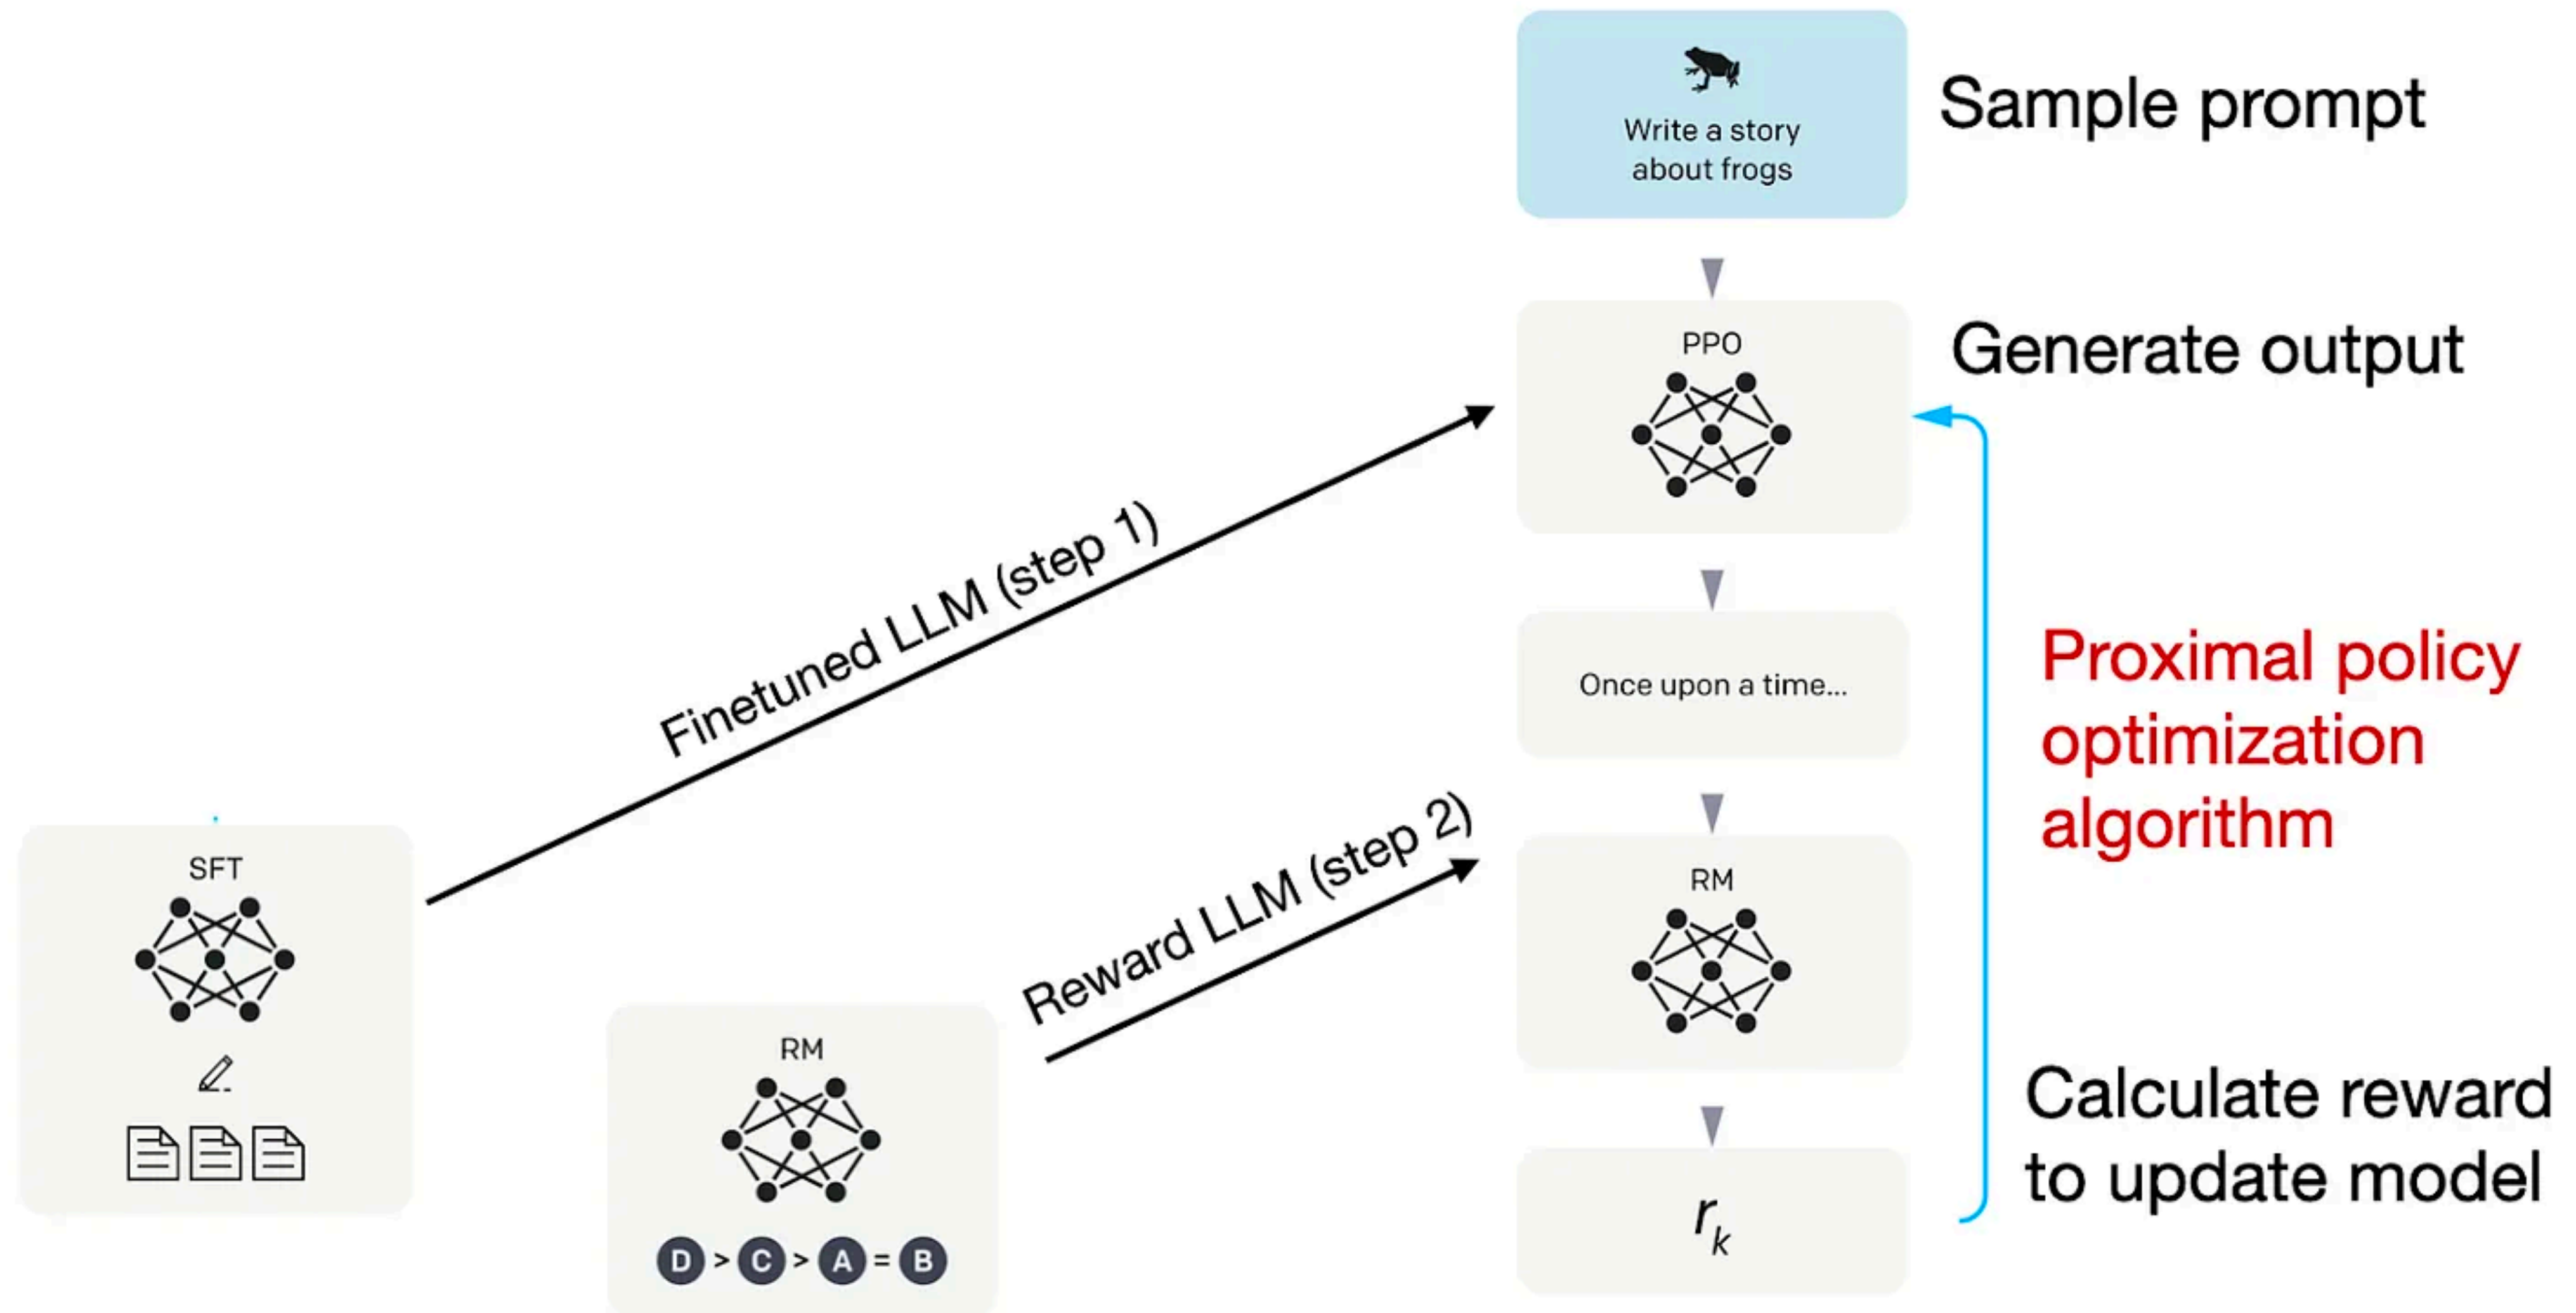 Write a story
about frogs
Sample prompt
PPO
Generate output
Finetuned LLM (step 1)
Once upon a time...
Proximal policy
optimization
algorithm
SFT
Reward LLM (step 2)
RM
RM
D > C > A = B
Calculate reward
to update model
r_k